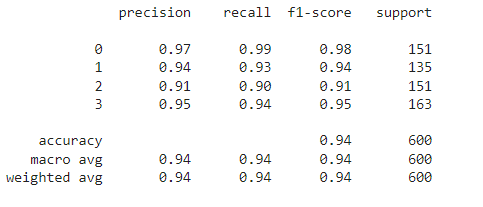 precision recall f1-score support
0 0.97 0.99 0.98 151
1 0.94 0.93 0.94 135
2 0.91 0.90 0.91 151
3 0.95 0.94 0.95 163
accuracy 0.94 600
macro avg 0.94 0.94 0.94 600
weighted avg 0.94 0.94 0.94 600